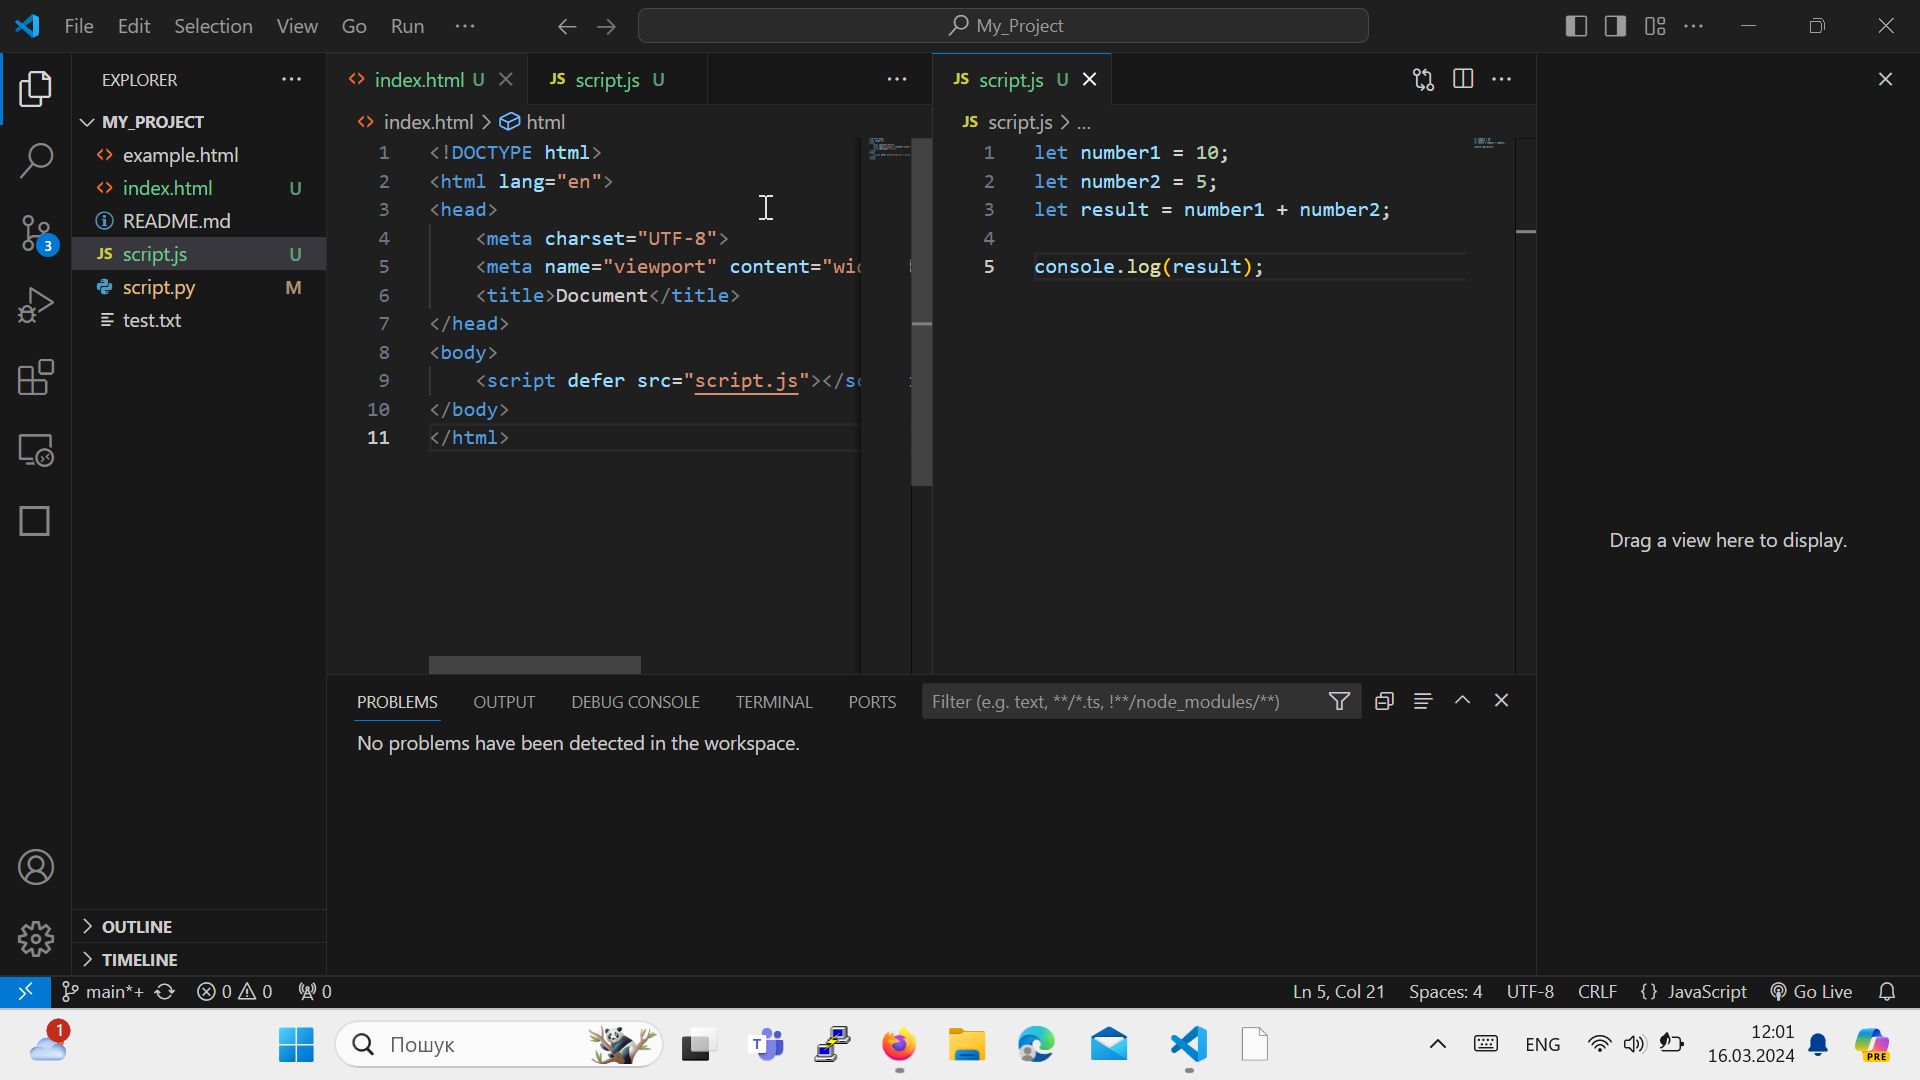 File Edit Selection View Go Run ···
My_Project
EXPLORER
MY_PROJECT
example.html
index.html U
README.md
JS script.js U
script.py M
test.txt
OUTLINE
TIMELINE
index.html U
JS script.js U
index.html > html
1 <!DOCTYPE html>
2 <html lang="en">
3 <head>
4 <meta charset="UTF-8">
5 <meta name="viewport" content="wid
6 <title>Document</title>
7 </head>
8 <body>
9 <script defer src="script.js"></sc
10 </body>
11 </html>
JS script.js U
JS script.js > ...
1 let number1 = 10;
2 let number2 = 5;
3 let result = number1 + number2;
4
5 console.log(result);
Drag a view here to display.
PROBLEMS OUTPUT DEBUG CONSOLE TERMINAL PORTS
Filter (e.g. text, **/*.ts, !**/node_modules/**)
No problems have been detected in the workspace.
3
main*+ 0 0 0
Ln 5, Col 21 Spaces: 4 UTF-8 CRLF {} JavaScript Go Live
1
Пошук
T
ENG
12:01
16.03.2024
PRE